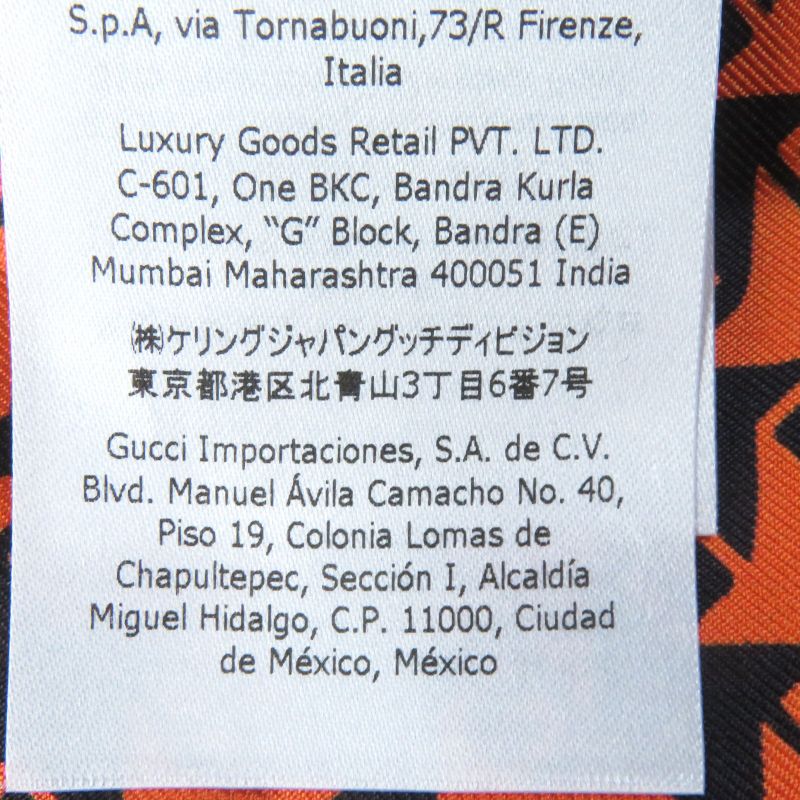 S.p.A, via Tornabuoni,73/R Firenze,
Italia
Luxury Goods Retail PVT. LTD.
C-601, One BKC, Bandra Kurla
Complex, “G” Block, Bandra (E)
Mumbai Maharashtra 400051 India
㈱ケリングジャパングッチディビジョン
東京都港区北青山3丁目6番7号
Gucci Importaciones, S.A. de C.V.
Blvd. Manuel Ávila Camacho No. 40,
Piso 19, Colonia Lomas de
Chapultepec, Sección I, Alcaldía
Miguel Hidalgo, C.P. 11000, Ciudad
de México, México